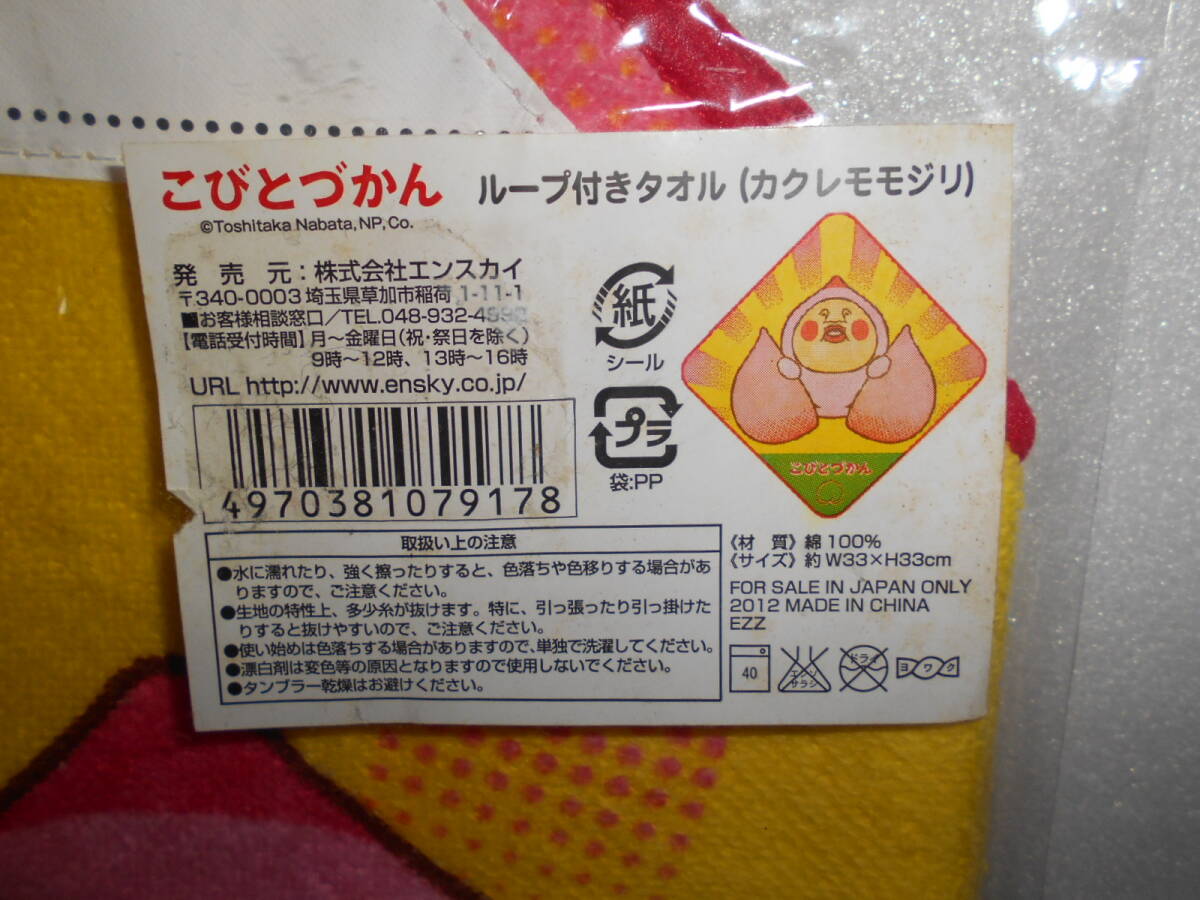 こびとづかん ループ付きタオル (カクレモモジリ)
©Toshitaka Nabata, NP, Co.
発 売 元:株式会社エンスカイ
〒340-0003 埼玉県草加市稲荷 1-11-1
■お客様相談窓口/TEL.048-932-
【電話受付時間】月~金曜日(祝・祭日を除く)
9時~12時、13時~16時
URL http://www.ensky.co.jp/
4970381079178
紙
シール
プラ
袋:PP
こびとづかん
取扱い上の注意
●水に濡れたり、強く擦ったりすると、色落ちや色移りする場合があ
りますので、ご注意ください。
●生地の特性上、多少糸が抜けます。特に、引っ張ったり引っ掛けた
りすると抜けやすいので、ご注意ください。
●使い始めは色落ちする場合がありますので、単独で洗濯してください。
●漂白剤は変色等の原因となりますので使用しないでください。
●タンブラー乾燥はお避けください。
《材 質》綿 100%
《サイズ》約 W33×H33cm
FOR SALE IN JAPAN ONLY
2012 MADE IN CHINA
EZZ
40
エンソ
サラシ
ドライ
ヨワク